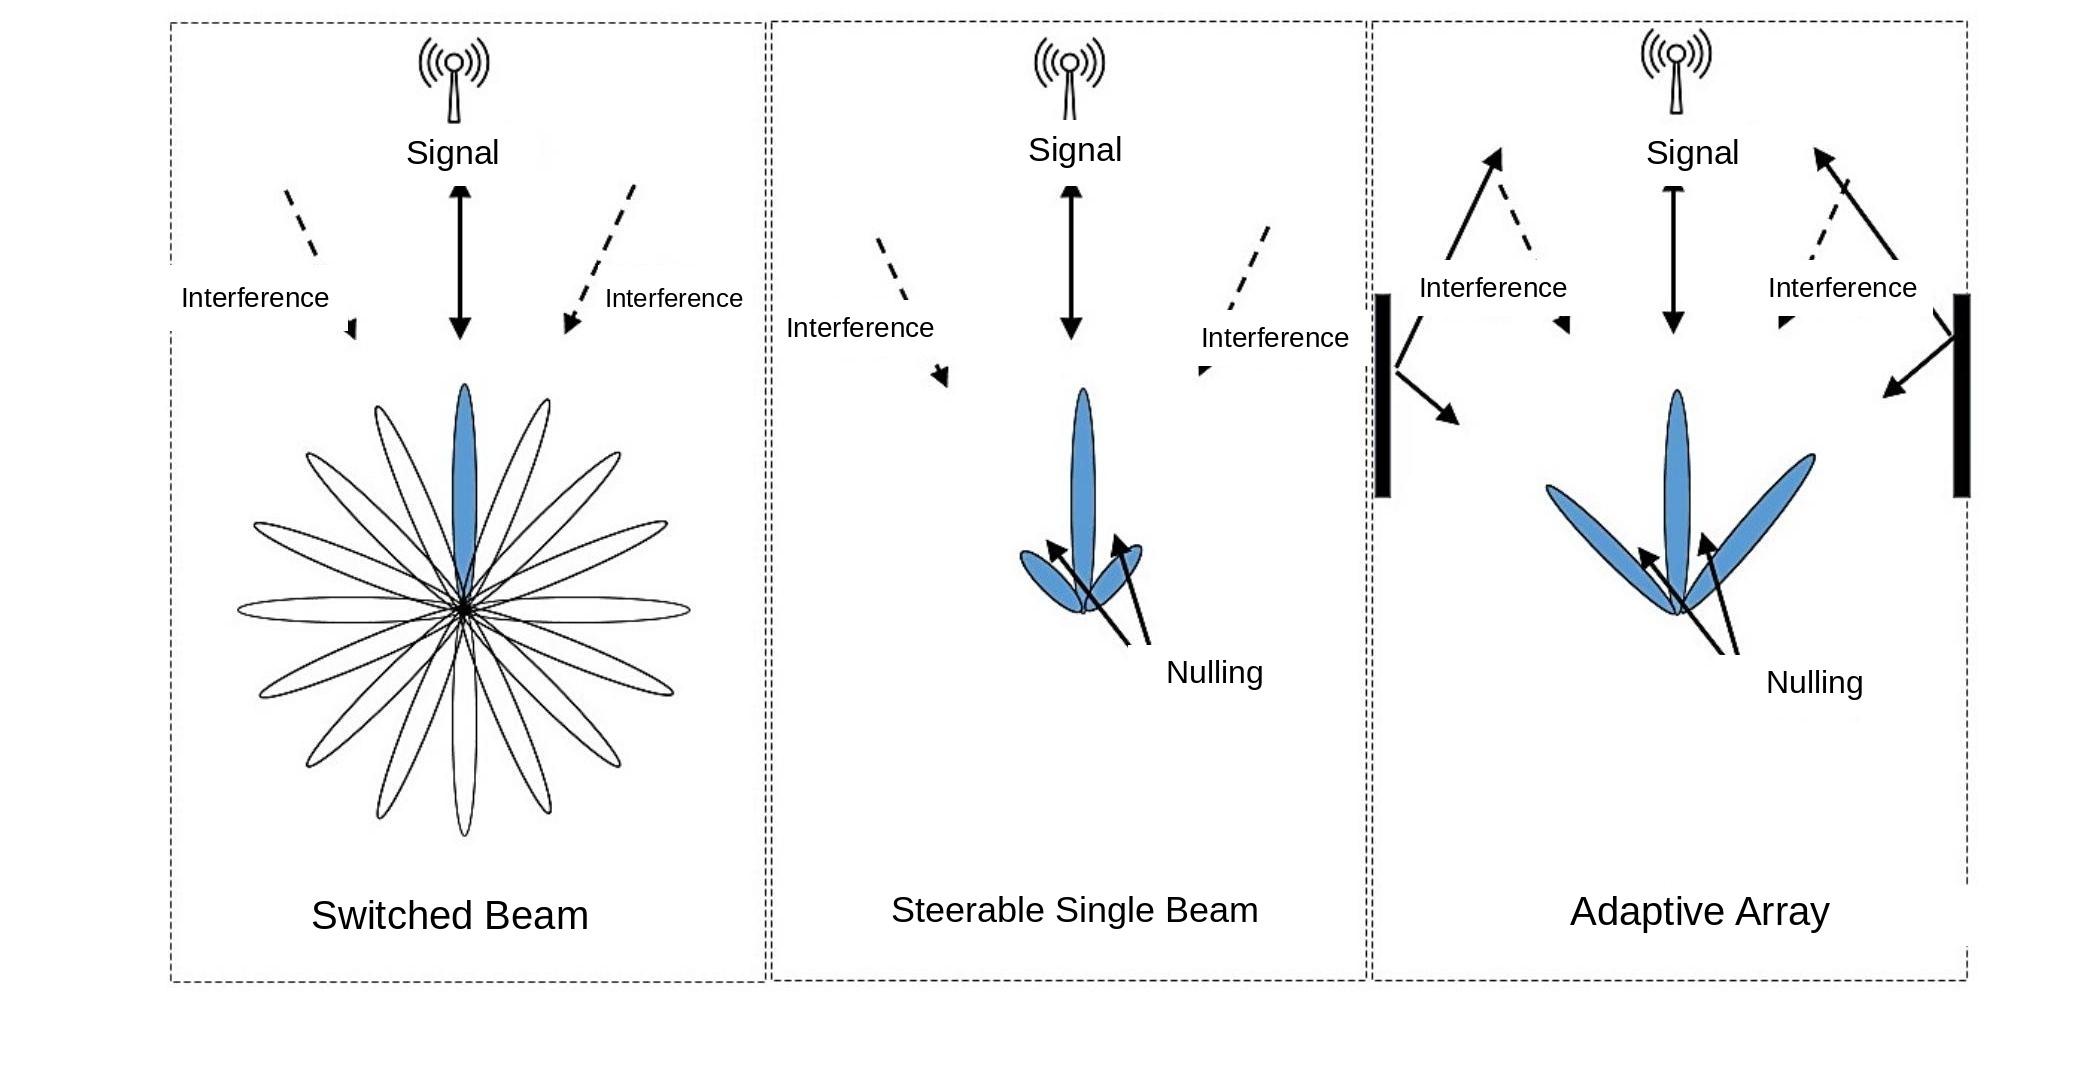 Signal
Interference
Interference
Switched Beam
Signal
Interference
Interference
Nulling
Steerable Single Beam
Signal
Interference
Interference
Nulling
Adaptive Array